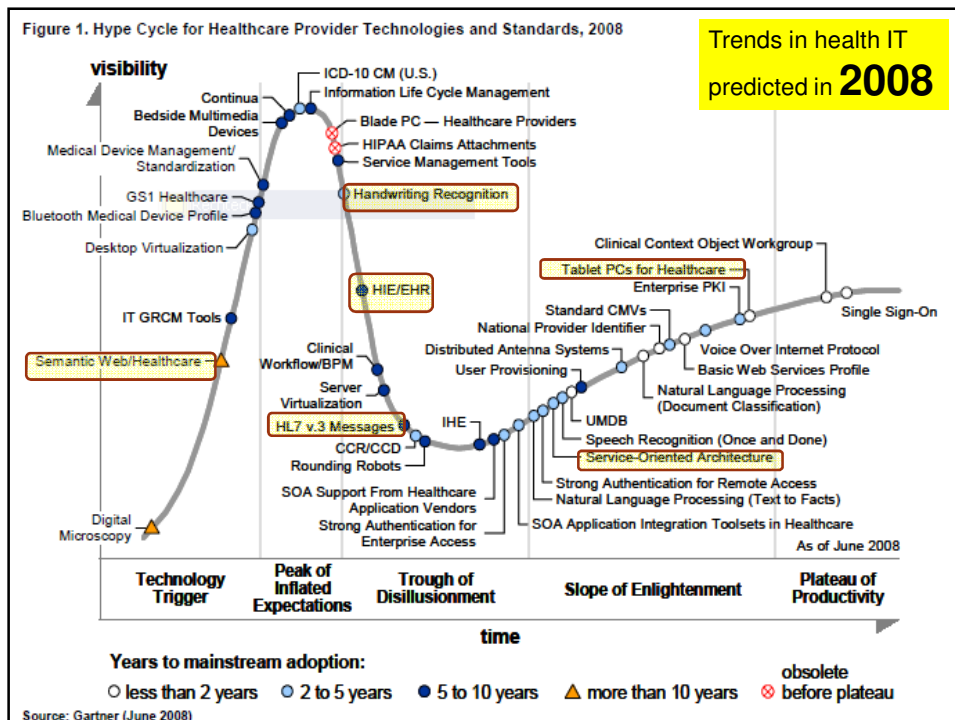 Figure 1. Hype Cycle for Healthcare Provider Technologies and Standards, 2008
Trends in health IT
predicted in 2008
visibility
ICD-10 CM (U.S.)
Information Life Cycle Management
Continua
Bedside Multimedia
Devices
Blade PC — Healthcare Providers
HIPAA Claims Attachments
Service Management Tools
Medical Device Management/
Standardization
GS1 Healthcare
Bluetooth Medical Device Profile
Desktop Virtualization
Handwriting Recognition
HIE/EHR
IT GRCM Tools
Semantic Web/Healthcare
Digital
Microscopy
Clinical
Workflow/BPM
Server
Virtualization
HL7 v.3 Messages
CCR/CCD
Rounding Robots
IHE
SOA Support From Healthcare
Application Vendors
Strong Authentication for
Enterprise Access
Clinical Context Object Workgroup
Tablet PCs for Healthcare
Enterprise PKI
Single Sign-On
Standard CMVs
National Provider Identifier
Distributed Antenna Systems
User Provisioning
Voice Over Internet Protocol
Basic Web Services Profile
Natural Language Processing
(Document Classification)
UMDB
Speech Recognition (Once and Done)
Service-Oriented Architecture
Strong Authentication for Remote Access
Natural Language Processing (Text to Facts)
SOA Application Integration Toolsets in Healthcare
As of June 2008
Technology
Trigger
Peak of
Inflated
Expectations
Trough of
Disillusionment
Slope of Enlightenment
Plateau of
Productivity
time
Years to mainstream adoption:
less than 2 years
2 to 5 years
5 to 10 years
more than 10 years
obsolete
before plateau
Source: Gartner (June 2008)